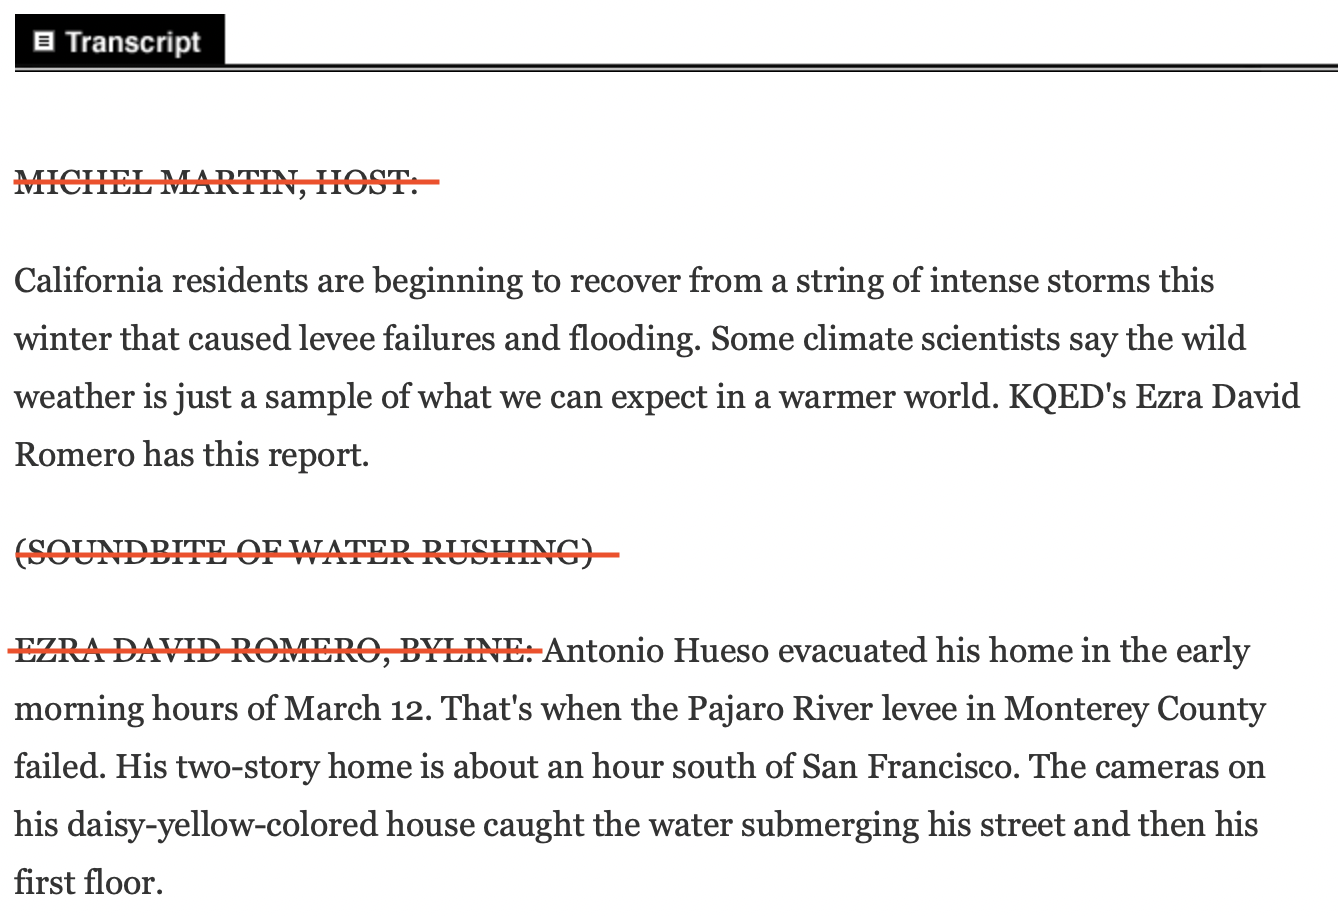 Transcript
MICHEL MARTIN, HOST:
California residents are beginning to recover from a string of intense storms this
winter that caused levee failures and flooding. Some climate scientists say the wild
weather is just a sample of what we can expect in a warmer world. KQED's Ezra David
Romero has this report.
(SOUNDBITE OF WATER RUSHING)
EZRA DAVID ROMERO, BYLINE: Antonio Hueso evacuated his home in the early
morning hours of March 12. That's when the Pajaro River levee in Monterey County
failed. His two-story home is about an hour south of San Francisco. The cameras on
his daisy-yellow-colored house caught the water submerging his street and then his
first floor.